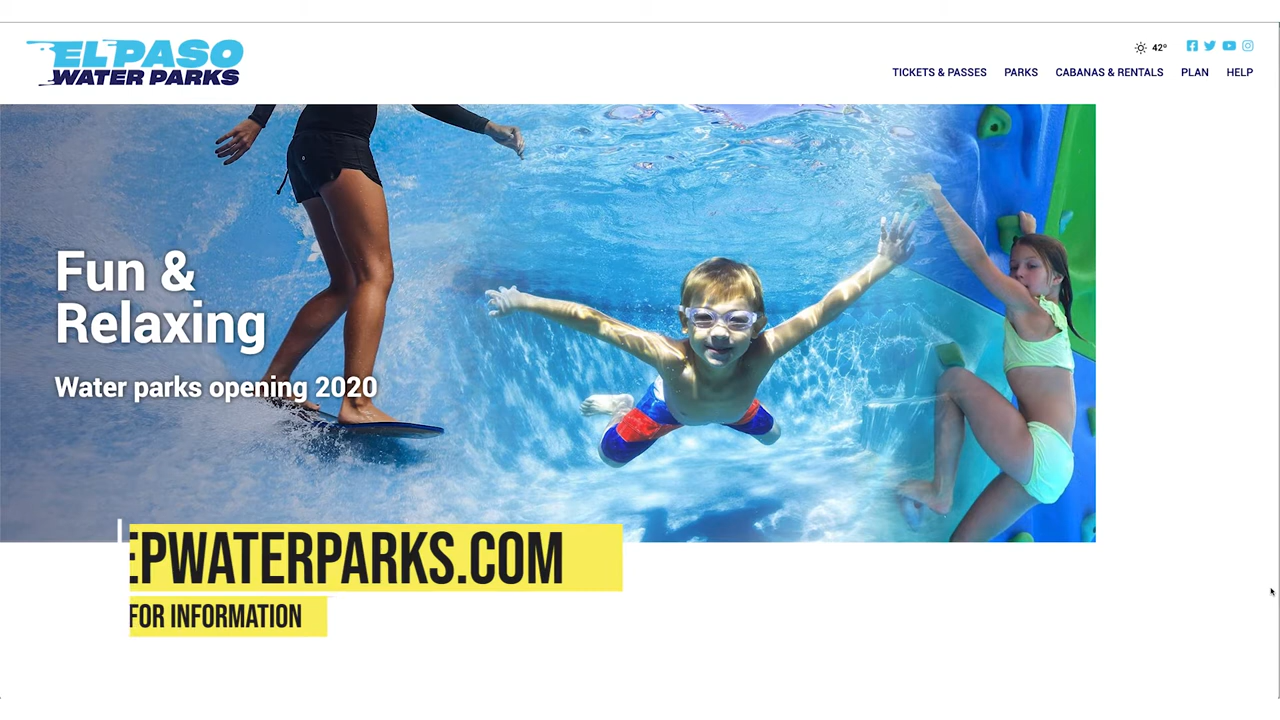 EL PASO
WATER PARKS
42º
TICKETS & PASSES PARKS CABANAS & RENTALS PLAN HELP
Fun &
Relaxing
Water parks opening 2020
EPWATERPARKS.COM
FOR INFORMATION